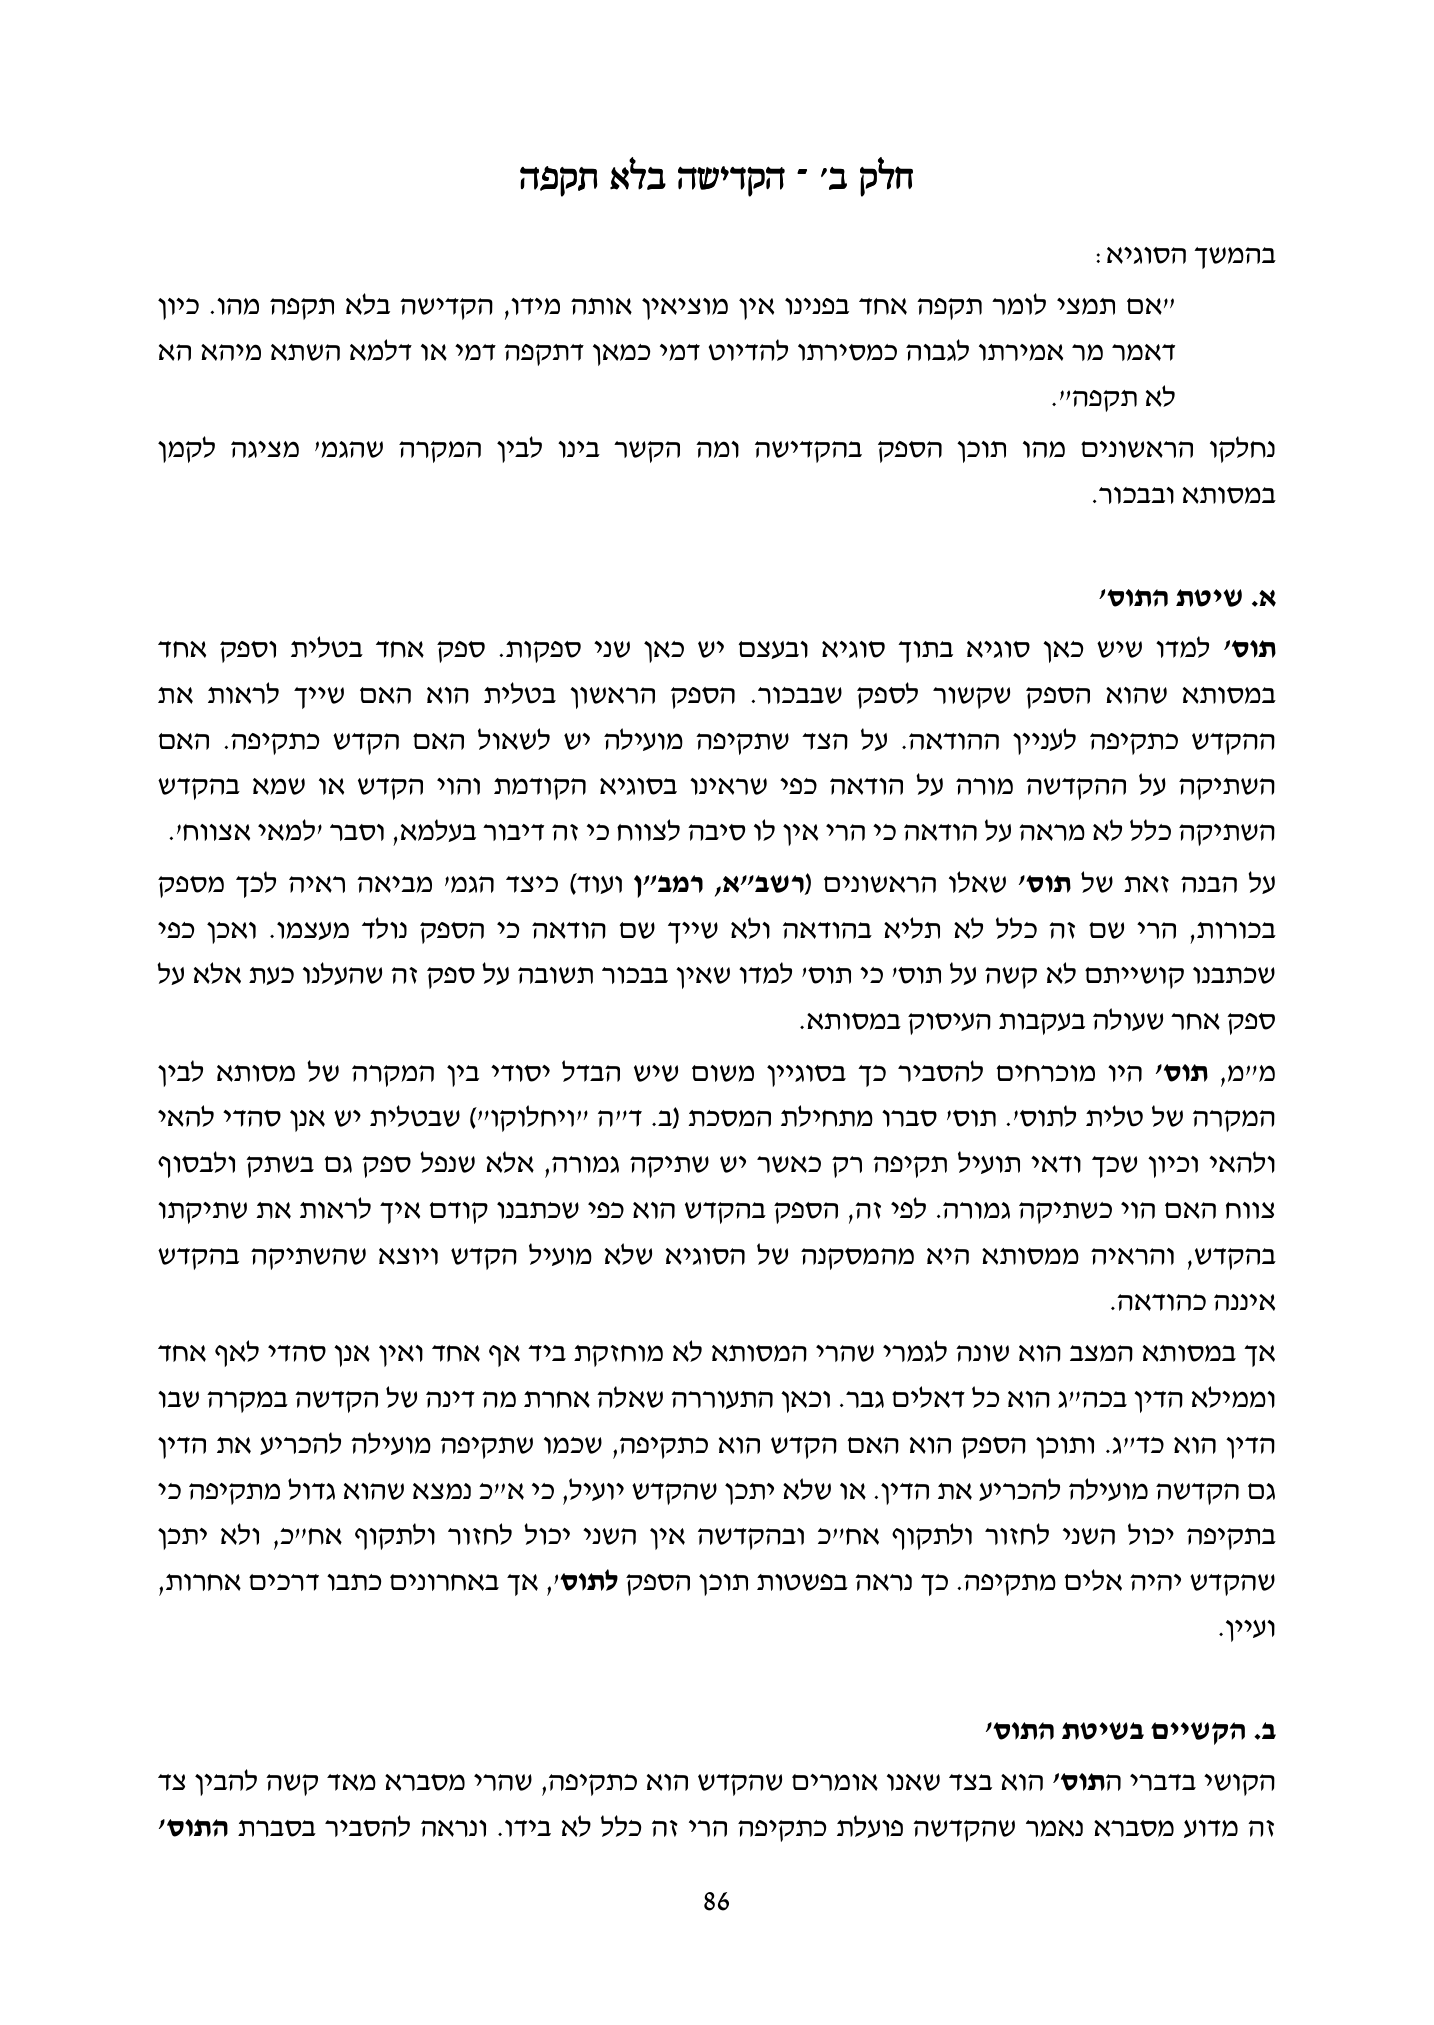 חלק ב׳ - הקדישה בלא תקפה
בהמשך הסוגיא:
״אם תמצי לומר תקפה אחד בפנינו אין מוציאין אותה מידו, הקדישה בלא תקפה מהו. כיון
דאמר מר אמירתו לגבוה כמסירתו להדיוט דמי כמאן דתקפה דמי או דלמא השתא מיהא הא
לא תקפה״.
נחלקו הראשונים מהו תוכן הספק בהקדישה ומה הקשר בינו לבין המקרה שהגמ׳ מציגה לקמן
במסותא ובבכור.
א. שיטת התוס׳
תוס׳ למדו שיש כאן סוגיא בתוך סוגיא ובעצם יש כאן שני ספקות. ספק אחד בטלית וספק אחד
במסותא שהוא הספק שקשור לספק שבבכור. הספק הראשון בטלית הוא האם שייך לראות את
ההקדש כתקיפה לעניין ההודאה. על הצד שתקיפה מועילה יש לשאול האם הקדש כתקיפה. האם
השתיקה על ההקדשה מורה על הודאה כפי שראינו בסוגיא הקודמת והוי הקדש או שמא בהקדש
השתיקה כלל לא מראה על הודאה כי הרי אין לו סיבה לצווח כי זה דיבור בעלמא, וסבר ׳למאי אצווח׳.
על הבנה זאת של תוס׳ שאלו הראשונים (רשב״א, רמב״ן ועוד) כיצד הגמ׳ מביאה ראיה לכך מספק
בכורות, הרי שם זה כלל לא תליא בהודאה ולא שייך שם הודאה כי הספק נולד מעצמו. ואכן כפי
שכתבנו קושייתם לא קשה על תוס׳ כי תוס׳ למדו שאין בבכור תשובה על ספק זה שהעלנו כעת אלא על
ספק אחר שעולה בעקבות העיסוק במסותא.
מ״מ, תוס׳ היו מוכרחים להסביר כך בסוגיין משום שיש הבדל יסודי בין המקרה של מסותא לבין
המקרה של טלית לתוס׳. תוס׳ סברו מתחילת המסכת (ב. ד״ה ״ויחלוקו״) שבטלית יש אנן סהדי להאי
ולהאי וכיון שכך ודאי תועיל תקיפה רק כאשר יש שתיקה גמורה, אלא שנפל ספק גם בשתק ולבסוף
צווח האם הוי כשתיקה גמורה. לפי זה, הספק בהקדש הוא כפי שכתבנו קודם איך לראות את שתיקתו
בהקדש, והראיה ממסותא היא מהמסקנה של הסוגיא שלא מועיל הקדש ויוצא שהשתיקה בהקדש
איננה כהודאה.
אך במסותא המצב הוא שונה לגמרי שהרי המסותא לא מוחזקת ביד אף אחד ואין אנן סהדי לאף אחד
וממילא הדין בכה״ג הוא כל דאלים גבר. וכאן התעוררה שאלה אחרת מה דינה של הקדשה במקרה שבו
הדין הוא כד״ג. ותוכן הספק הוא האם הקדש הוא כתקיפה, שכמו שתקיפה מועילה להכריע את הדין
גם הקדשה מועילה להכריע את הדין. או שלא יתכן שהקדש יועיל, כי א״כ נמצא שהוא גדול מתקיפה כי
בתקיפה יכול השני לחזור ולתקוף אח״כ ובהקדשה אין השני יכול לחזור ולתקוף אח״כ, ולא יתכן
שהקדש יהיה אלים מתקיפה. כך נראה בפשטות תוכן הספק לתוס׳, אך באחרונים כתבו דרכים אחרות,
ועיין.
ב. הקשיים בשיטת התוס׳
הקושי בדברי התוס׳ הוא בצד שאנו אומרים שהקדש הוא כתקיפה, שהרי מסברא מאד קשה להבין צד
זה מדוע מסברא נאמר שהקדשה פועלת כתקיפה הרי זה כלל לא בידו. ונראה להסביר בסברת התוס׳
86